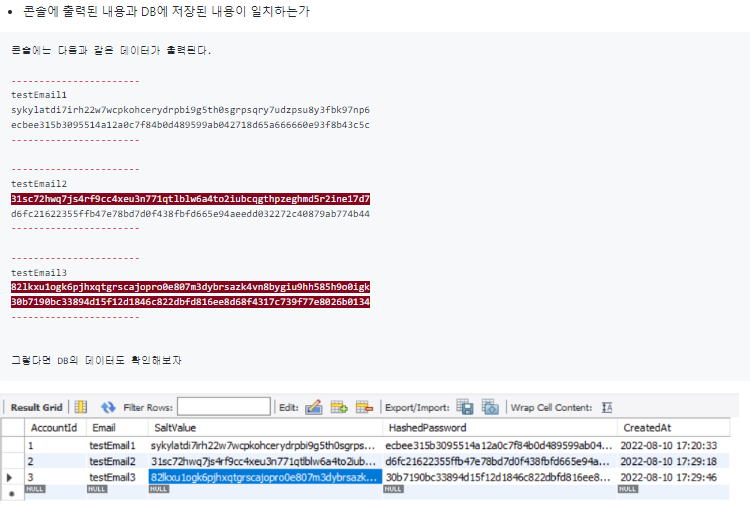 콘솔에 출력된 내용과 DB에 저장된 내용이 일치하는가
콘솔에는 다음과 같은 데이터가 출력된다.
----------------------
testEmail1
sykylatdi7irh22w7wcpkohcerydrpbi9g5th0sgrpsqry7udzpsu8y3fbk97np6
ecbee315b3095514a12a0c7f84b0d489599ab042718d65a666660e93f8b43c5c
----------------------
----------------------
testEmail2
31sc72hwq7js4rf9cc4xeu3n771qtlblw6a4to2iubcqgthpzeghmd5r2ine17d7
d6fc21622355ffb47e78bd7d0f438fbfd665e94aeedd032272c40879ab774b44
----------------------
----------------------
testEmail3
82lkxu1ogk6pjhxqtgrscajopro0e807m3dybrsazk4vn8bygiu9hh585h9o0igk
30b7190bc33894d15f12d1846c822dbfd816ee8d68f4317c739f77e8026b0134
----------------------
그렇다면 DB의 데이터도 확인해보자
Result Grid Filter Rows: Edit: Export/Import: Wrap Cell Content:
AccountId Email SaltValue HashedPassword CreatedAt
1 testEmail1 sykylatdi7irh22w7wcpkohcerydrpbi9g5th0sgrps... ecbee315b3095514a12a0c7f84b0d489599ab04... 2022-08-10 17:20:33
2 testEmail2 31sc72hwq7js4rf9cc4xeu3n771qtlblw6a4to2iub... d6fc21622355ffb47e78bd7d0f438fbfd665e94a... 2022-08-10 17:29:18
3 testEmail3 82lkxu1ogk6pjhxqtgrscajopro0e807m3dybrsazk... 30b7190bc33894d15f12d1846c822dbfd816ee8... 2022-08-10 17:29:46
NULL NULL NULL NULL NULL